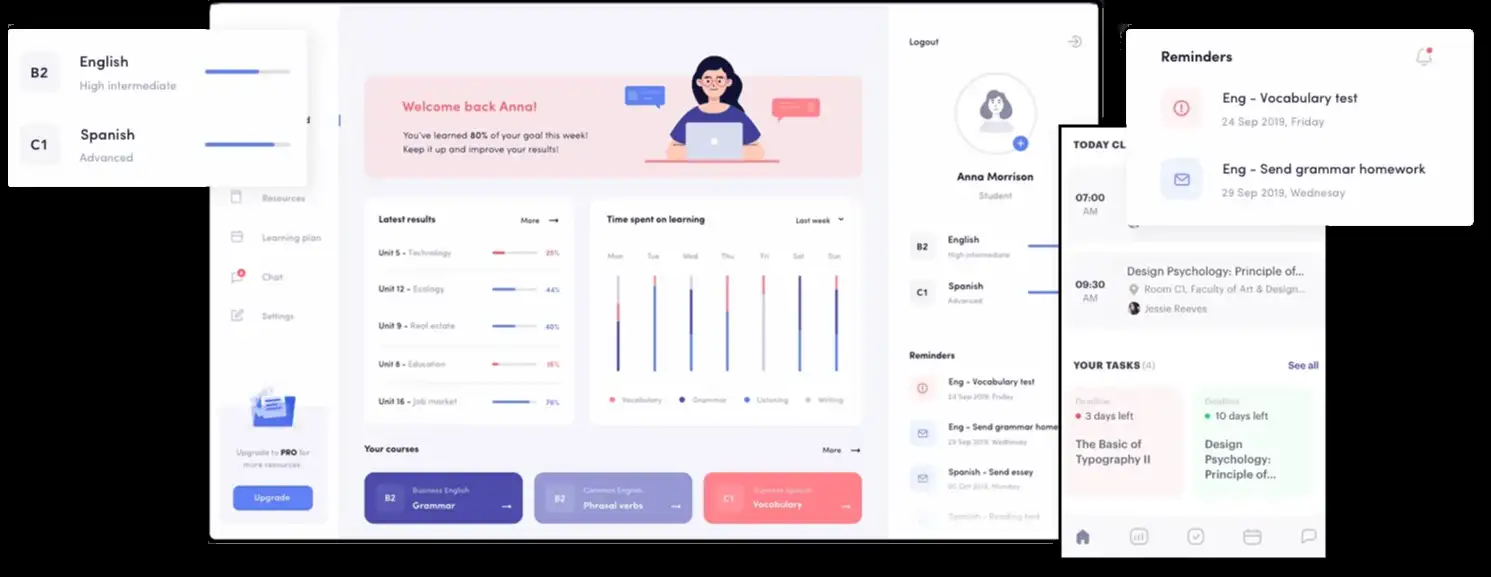 B2
English
High intermediate
C1
Spanish
Advanced
Resources
Learning plan
Chat
Settings
Upgrade to PRO for
more resources
Upgrade
Welcome back Anna!
You've learned 80% of your goal this week!
Keep it up and improve your results!
Latest results
More
Unit 5 - Technology
25%
Unit 12 - Ecology
44%
Unit 9 - Real estate
40%
Unit 8 - Education
Unit 16 - Job market
76%
Time spent on learning
Last week
Mon Tue Wed Thu Fri Sat Sun
Vocabulary Grammar Listening Writing
Your courses
More
B2
Business English
Grammar
B2
Common English
Phrasal verbs
C1
Business Spanish
Vocabulary
Logout
Anna Morrison
Student
B2
English
High intermediate
C1
Spanish
Advanced
Reminders
Eng - Vocabulary test
24 Sep 2019, Friday
Eng - Send grammar home
29 Sep 2019, Wednesay
Spanish - Send essey
Spanish - Reading test
TODAY CL
07:00
AM
09:30
AM
Design Psychology: Principle of...
Room C1, Faculty of Art & Design...
Jessie Reeves
YOUR TASKS (4)
See all
Deadline
3 days left
The Basic of
Typography II
Deadline
10 days left
Design
Psychology:
Principle of...
Reminders
Eng - Vocabulary test
24 Sep 2019, Friday
Eng - Send grammar homework
29 Sep 2019, Wednesay